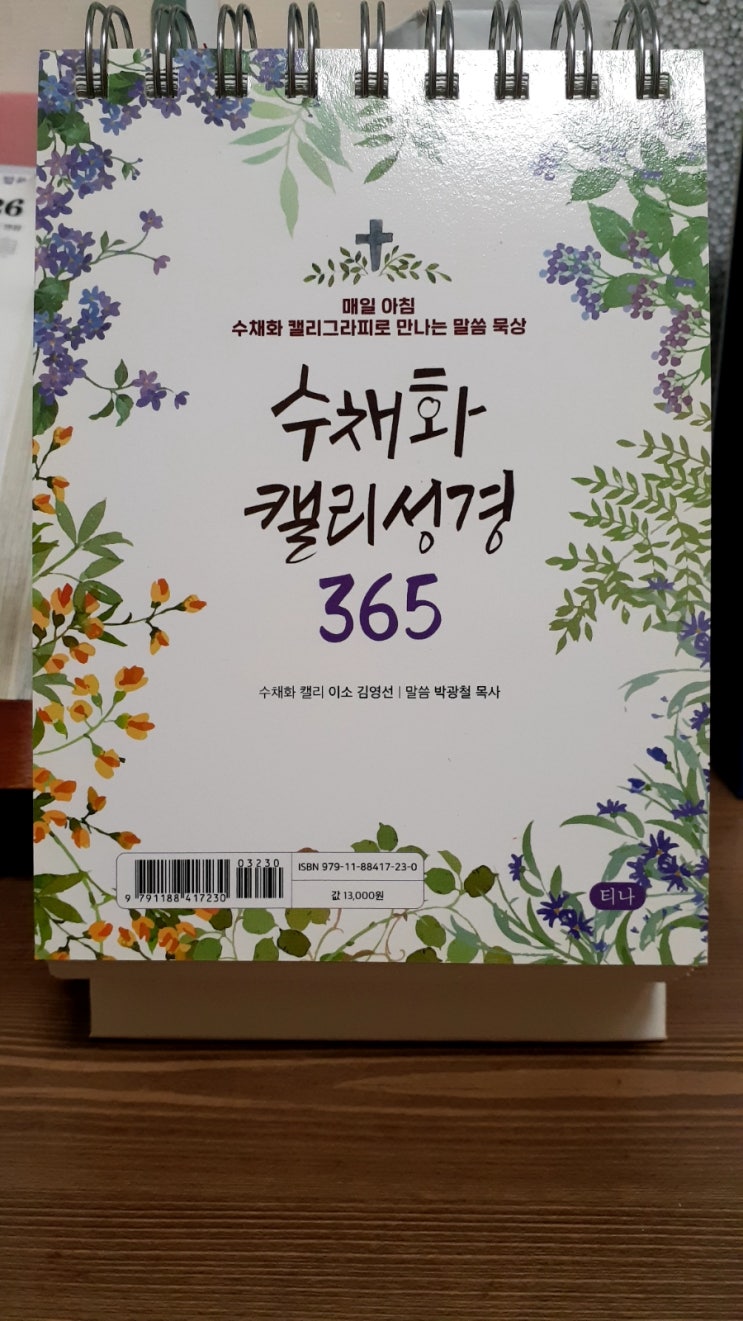 매일 아침
수채화 캘리그라피로 만나는 말씀 묵상
수채화
캘리성경
365
수채화 캘리 이소 김영선 | 말씀 박광철 목사
03230
ISBN 979-11-88417-23-0
9 791188 417230
값 13,000원
티나